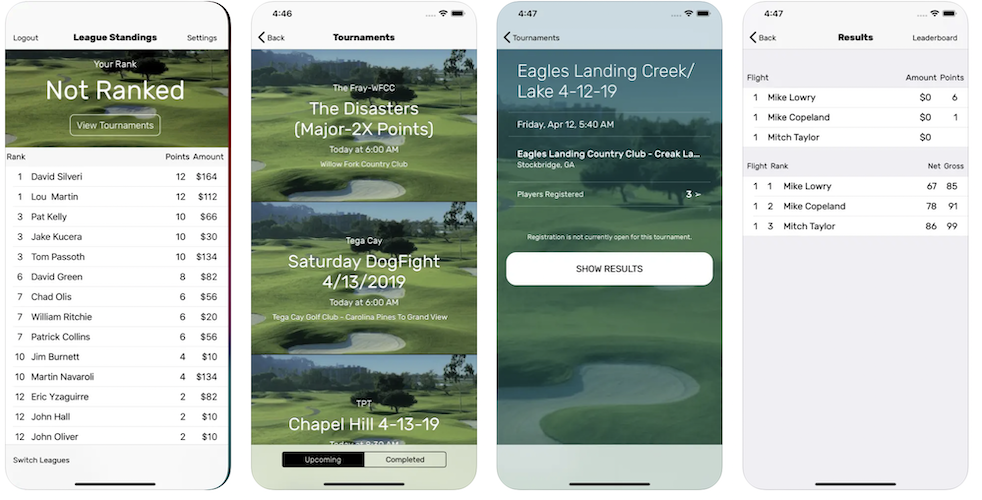 Logout League Standings Settings
Your Rank
Not Ranked
View Tournaments
Rank Points Amount
1 David Silveri 12 $164
1 Lou Martin 12 $112
3 Pat Kelly 10 $66
3 Jake Kucera 10 $30
3 Tom Passoth 10 $134
6 David Green 8 $82
7 Chad Olis 6 $56
7 William Ritchie 6 $20
7 Patrick Collins 6 $56
10 Jim Burnett 4 $10
10 Martin Navaroli 4 $134
12 Eric Yzaguirre 2 $82
12 John Hall 2 $10
12 John Oliver 2 $10
Switch Leagues
4:46
Back Tournaments
The Fray-WFCC
The Disasters
(Major-2X Points)
Today at 6:00 AM
Willow Fork Country Club
Tega Cay
Saturday DogFight
4/13/2019
Today at 6:00 AM
Tega Cay Golf Club - Carolina Pines To Grand View
TPT
Chapel Hill 4-13-19
Today at 8:30 AM
Upcoming Completed
4:47
Tournaments
Eagles Landing Creek/
Lake 4-12-19
Friday, Apr 12, 5:40 AM
Eagles Landing Country Club - Creak La...
Stockbridge, GA
Players Registered 3 >
Registration is not currently open for this tournament.
SHOW RESULTS
4:47
Back Results Leaderboard
Flight Amount Points
1 Mike Lowry $0 6
1 Mike Copeland $0 1
1 Mitch Taylor $0
Flight Rank Net Gross
1 1 Mike Lowry 67 85
1 2 Mike Copeland 78 91
1 3 Mitch Taylor 86 99